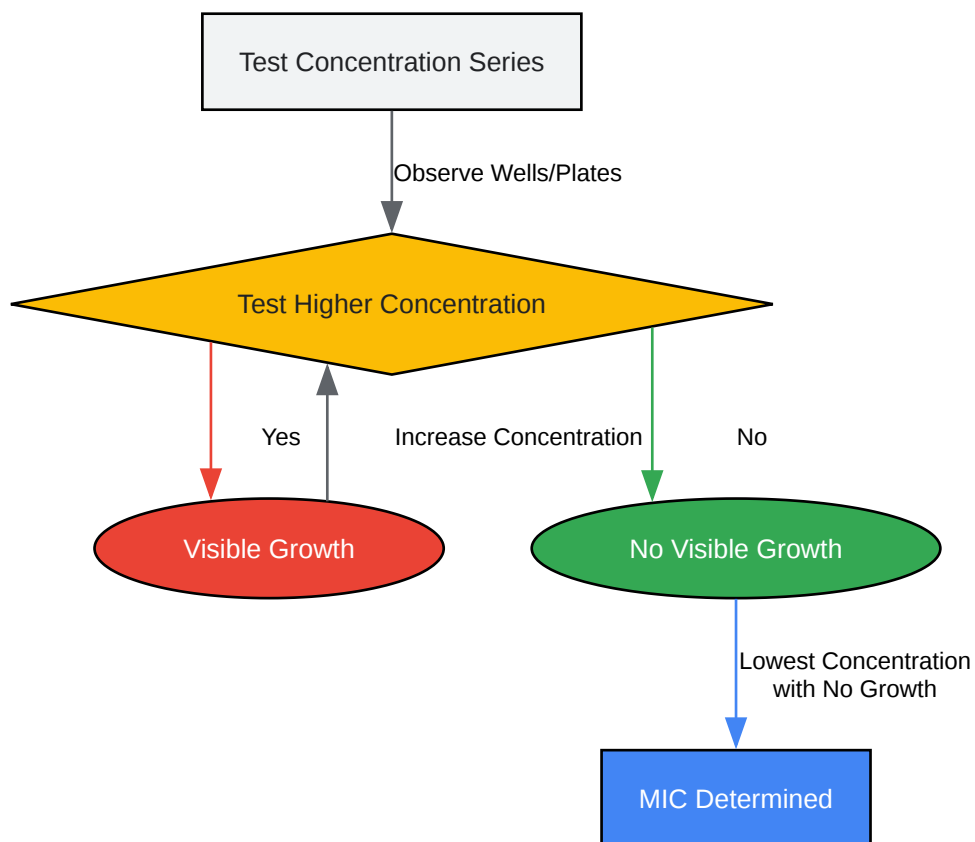 Test Concentration Series
Observe Wells/Plates
Test Higher Concentration
Yes
Increase Concentration
No
Visible Growth
No Visible Growth
Lowest Concentration
with No Growth
MIC Determined